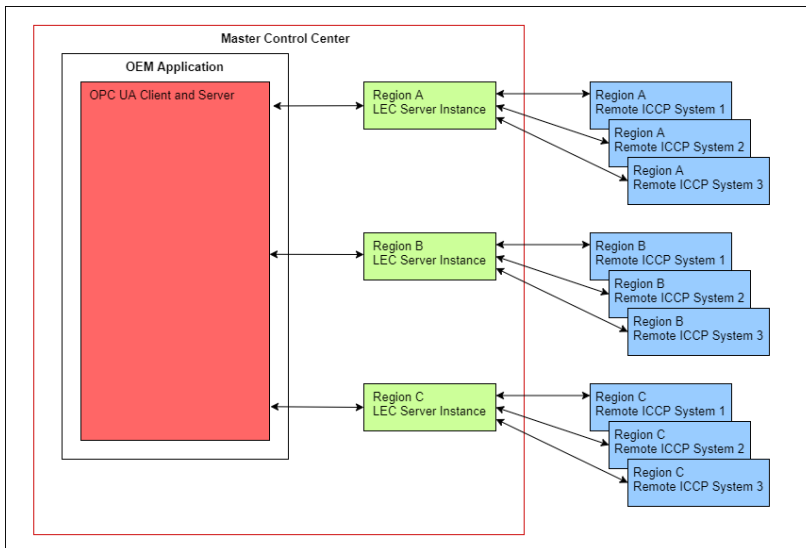 Master Control Center
OEM Application
OPC UA Client and Server
Region A
LEC Server Instance
Region A
Remote ICCP System 1
Region A
Remote ICCP System 2
Region A
Remote ICCP System 3
Region B
LEC Server Instance
Region B
Remote ICCP System 1
Region B
Remote ICCP System 2
Region B
Remote ICCP System 3
Region C
LEC Server Instance
Region C
Remote ICCP System 1
Region C
Remote ICCP System 2
Region C
Remote ICCP System 3